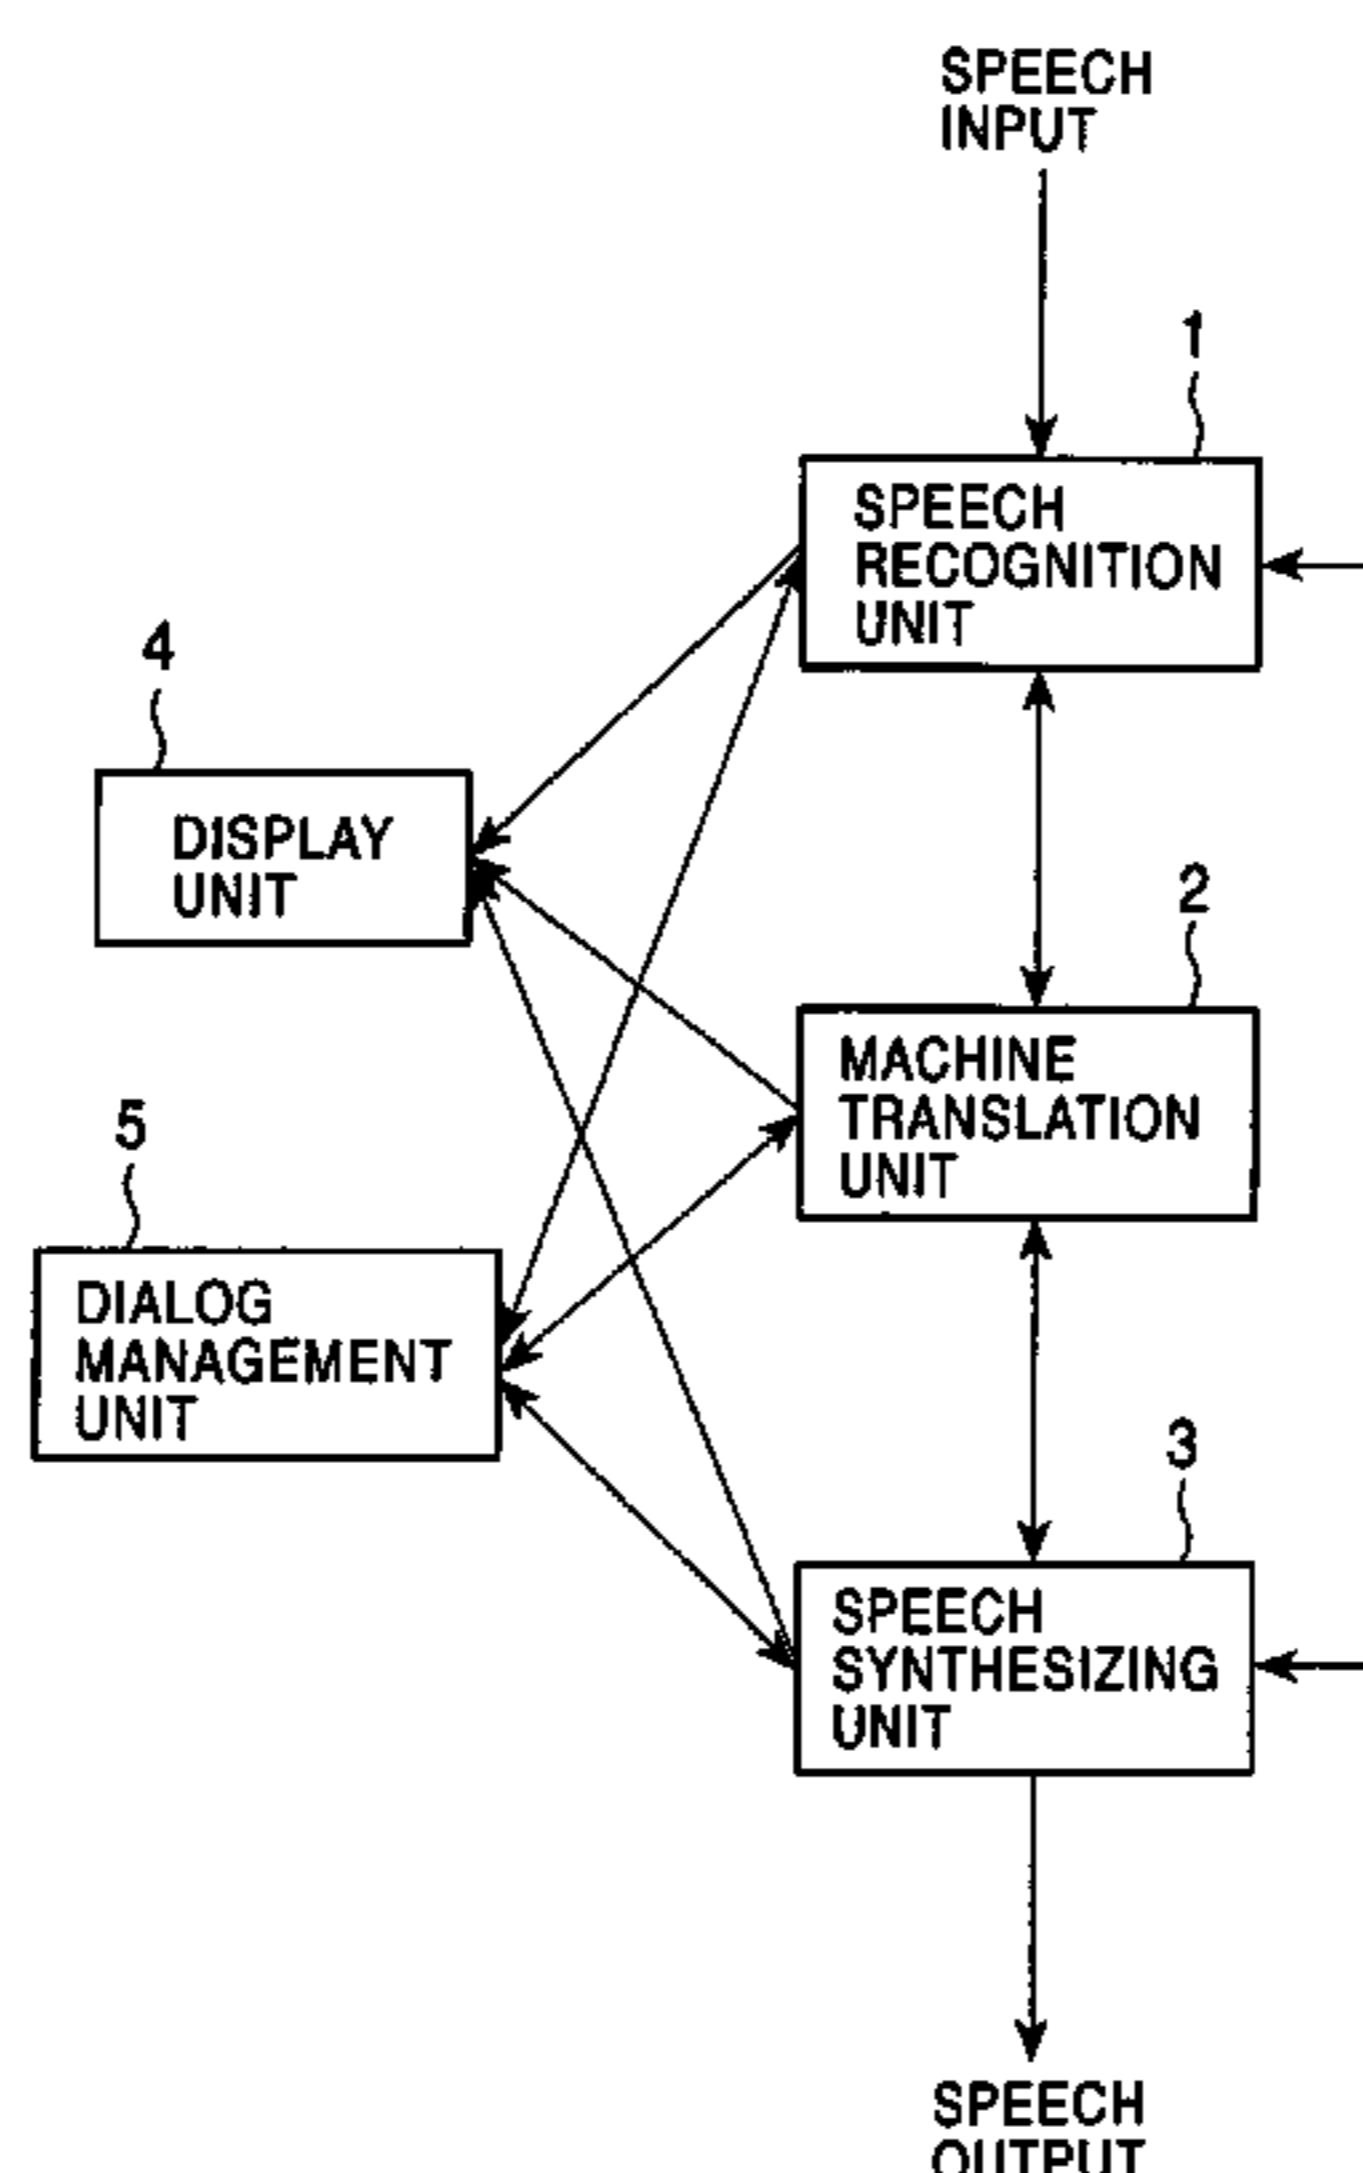 SPEECH
INPUT
1
SPEECH
RECOGNITION
UNIT
4
DISPLAY
UNIT
2
MACHINE
TRANSLATION
UNIT
5
DIALOG
MANAGEMENT
UNIT
3
SPEECH
SYNTHESIZING
UNIT
SPEECH
OUTPUT